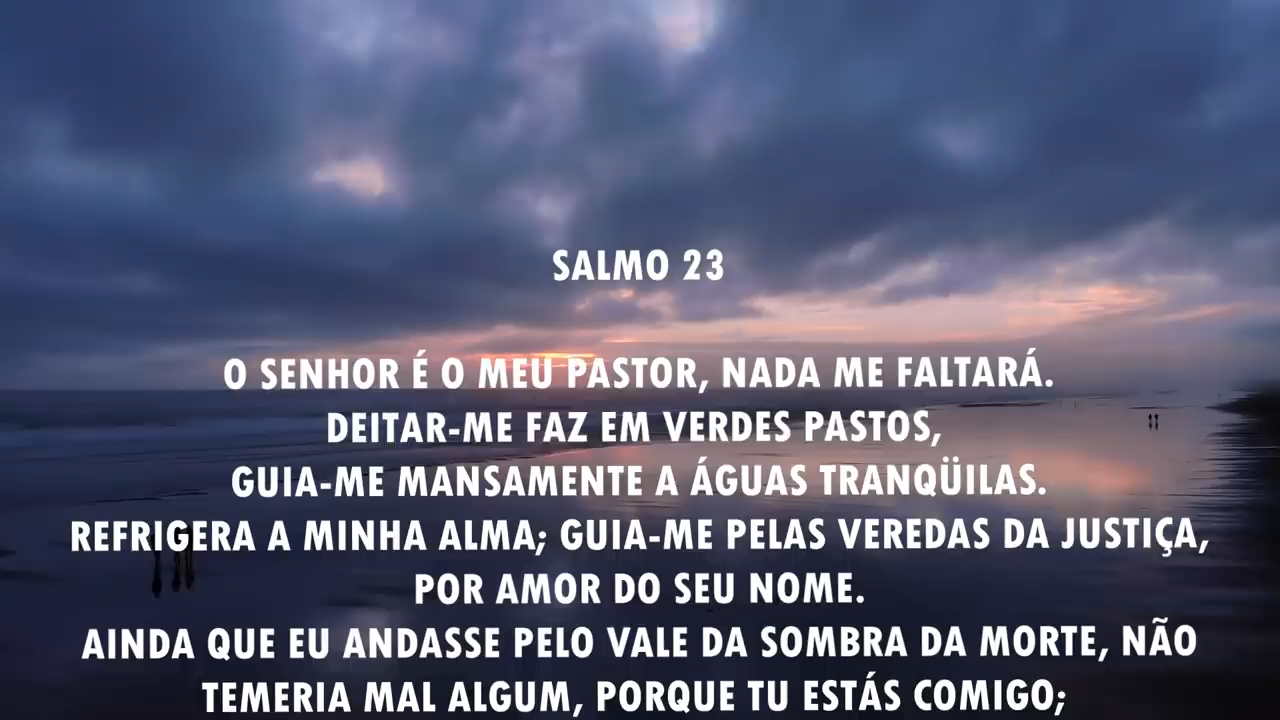 SALMO 23
O SENHOR É O MEU PASTOR, NADA ME FALTARÁ.
DEITAR-ME FAZ EM VERDES PASTOS,
GUIA-ME MANSAMENTE A ÁGUAS TRANQÜILAS.
REFRIGERA A MINHA ALMA; GUIA-ME PELAS VEREDAS DA JUSTIÇA,
POR AMOR DO SEU NOME.
AINDA QUE EU ANDASSE PELO VALE DA SOMBRA DA MORTE, NÃO
TEMERIA MAL ALGUM, PORQUE TU ESTÁS COMIGO;